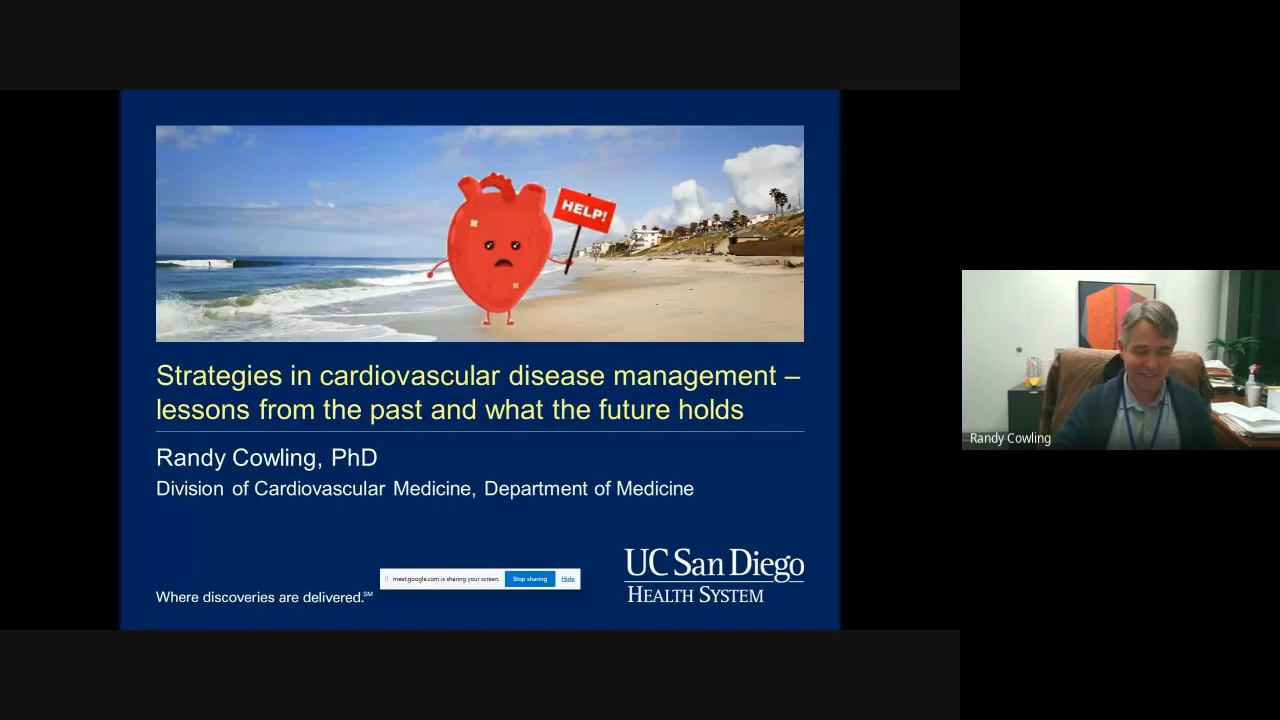 HELP!
Strategies in cardiovascular disease management –
lessons from the past and what the future holds
Randy Cowling, PhD
Division of Cardiovascular Medicine, Department of Medicine
meet.google.com is sharing your screen. Stop sharing Hide
Where discoveries are delivered.SM
UC San Diego
HEALTH SYSTEM
Randy Cowling